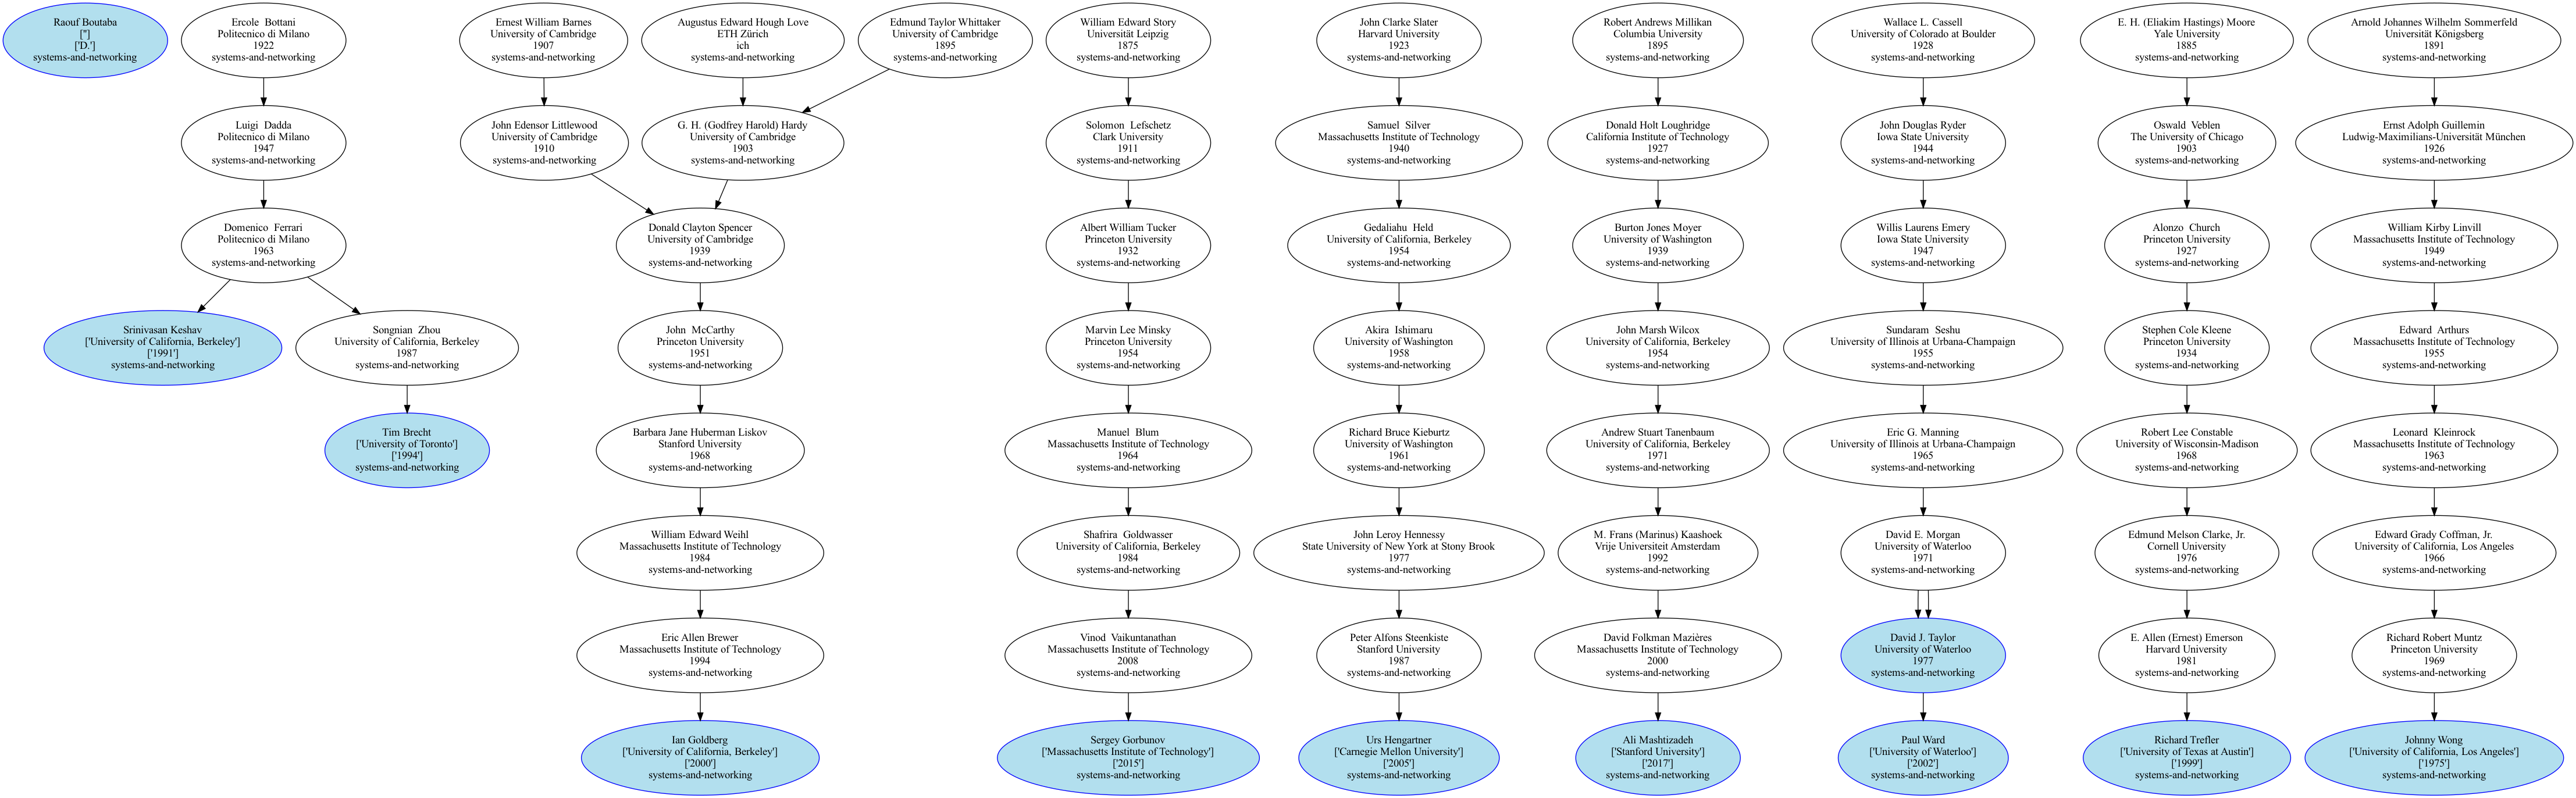 Raouf Boutaba
['']
['D.']
systems-and-networking
Ercole  Bottani
Politecnico di Milano
1922
systems-and-networking
Ernest William Barnes
University of Cambridge
1907
systems-and-networking
Augustus Edward Hough Love
ETH Zürich
ich
systems-and-networking
Edmund Taylor Whittaker
University of Cambridge
1895
systems-and-networking
William Edward Story
Universität Leipzig
1875
systems-and-networking
John Clarke Slater
Harvard University
1923
systems-and-networking
Robert Andrews Millikan
Columbia University
1895
systems-and-networking
Wallace L. Cassell
University of Colorado at Boulder
1928
systems-and-networking
E. H. (Eliakim Hastings) Moore
Yale University
1885
systems-and-networking
Arnold Johannes Wilhelm Sommerfeld
Universität Königsberg
1891
systems-and-networking
Luigi  Dadda
Politecnico di Milano
1947
systems-and-networking
John Edensor Littlewood
University of Cambridge
1910
systems-and-networking
G. H. (Godfrey Harold) Hardy
University of Cambridge
1903
systems-and-networking
Solomon  Lefschetz
Clark University
1911
systems-and-networking
Samuel  Silver
Massachusetts Institute of Technology
1940
systems-and-networking
Donald Holt Loughridge
California Institute of Technology
1927
systems-and-networking
John Douglas Ryder
Iowa State University
1944
systems-and-networking
Oswald  Veblen
The University of Chicago
1903
systems-and-networking
Ernst Adolph Guillemin
Ludwig-Maximilians-Universität München
1926
systems-and-networking
Domenico  Ferrari
Politecnico di Milano
1963
systems-and-networking
Donald Clayton Spencer
University of Cambridge
1939
systems-and-networking
Albert William Tucker
Princeton University
1932
systems-and-networking
Gedaliahu  Held
University of California, Berkeley
1954
systems-and-networking
Burton Jones Moyer
University of Washington
1939
systems-and-networking
Willis Laurens Emery
Iowa State University
1947
systems-and-networking
Alonzo  Church
Princeton University
1927
systems-and-networking
William Kirby Linvill
Massachusetts Institute of Technology
1949
systems-and-networking
Srinivasan Keshav
['University of California, Berkeley']
['1991']
systems-and-networking
Songnian  Zhou
University of California, Berkeley
1987
systems-and-networking
John  McCarthy
Princeton University
1951
systems-and-networking
Marvin Lee Minsky
Princeton University
1954
systems-and-networking
Akira  Ishimaru
University of Washington
1958
systems-and-networking
John Marsh Wilcox
University of California, Berkeley
1954
systems-and-networking
Sundaram  Seshu
University of Illinois at Urbana-Champaign
1955
systems-and-networking
Stephen Cole Kleene
Princeton University
1934
systems-and-networking
Edward  Arthurs
Massachusetts Institute of Technology
1955
systems-and-networking
Tim Brecht
['University of Toronto']
['1994']
systems-and-networking
Barbara Jane Huberman Liskov
Stanford University
1968
systems-and-networking
Manuel  Blum
Massachusetts Institute of Technology
1964
systems-and-networking
Richard Bruce Kieburtz
University of Washington
1961
systems-and-networking
Andrew Stuart Tanenbaum
University of California, Berkeley
1971
systems-and-networking
Eric G. Manning
University of Illinois at Urbana-Champaign
1965
systems-and-networking
Robert Lee Constable
University of Wisconsin-Madison
1968
systems-and-networking
Leonard  Kleinrock
Massachusetts Institute of Technology
1963
systems-and-networking
William Edward Weihl
Massachusetts Institute of Technology
1984
systems-and-networking
Shafrira  Goldwasser
University of California, Berkeley
1984
systems-and-networking
John Leroy Hennessy
State University of New York at Stony Brook
1977
systems-and-networking
M. Frans (Marinus) Kaashoek
Vrije Universiteit Amsterdam
1992
systems-and-networking
David E. Morgan
University of Waterloo
1971
systems-and-networking
Edmund Melson Clarke, Jr.
Cornell University
1976
systems-and-networking
Edward Grady Coffman, Jr.
University of California, Los Angeles
1966
systems-and-networking
Eric Allen Brewer
Massachusetts Institute of Technology
1994
systems-and-networking
Vinod  Vaikuntanathan
Massachusetts Institute of Technology
2008
systems-and-networking
Peter Alfons Steenkiste
Stanford University
1987
systems-and-networking
David Folkman Mazières
Massachusetts Institute of Technology
2000
systems-and-networking
David J. Taylor
University of Waterloo
1977
systems-and-networking
E. Allen (Ernest) Emerson
Harvard University
1981
systems-and-networking
Richard Robert Muntz
Princeton University
1969
systems-and-networking
Ian Goldberg
['University of California, Berkeley']
['2000']
systems-and-networking
Sergey Gorbunov
['Massachusetts Institute of Technology']
['2015']
systems-and-networking
Urs Hengartner
['Carnegie Mellon University']
['2005']
systems-and-networking
Ali Mashtizadeh
['Stanford University']
['2017']
systems-and-networking
Paul Ward
['University of Waterloo']
['2002']
systems-and-networking
Richard Trefler
['University of Texas at Austin']
['1999']
systems-and-networking
Johnny Wong
['University of California, Los Angeles']
['1975']
systems-and-networking